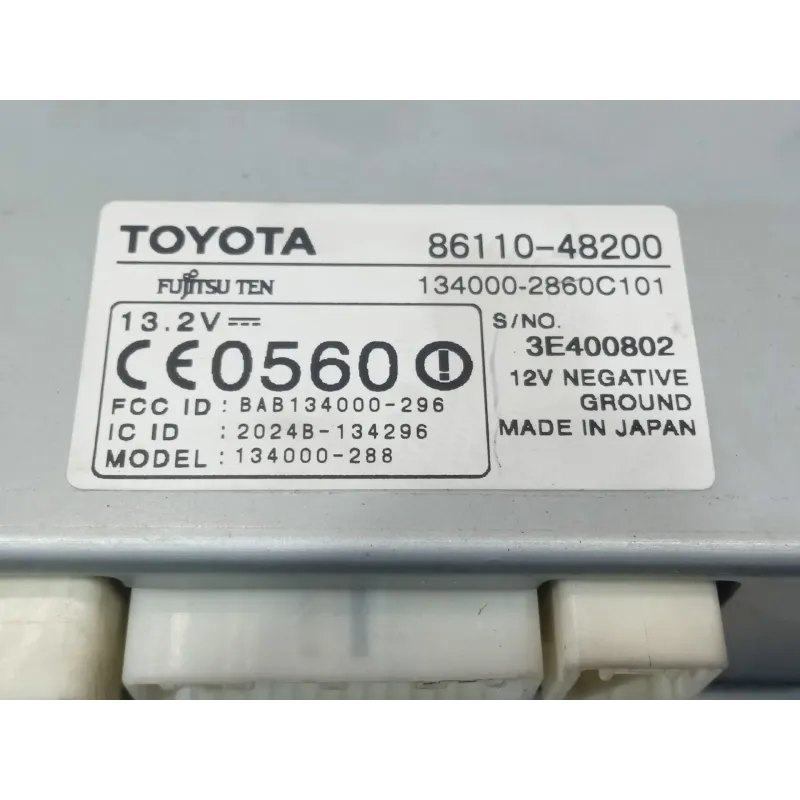 TOYOTA 86110-48200
FUJITSU TEN 134000-2860C101
13.2V S/NO.
3E400802
CE0560
12V NEGATIVE
GROUND
FCC ID : BAB134000-296
IC ID : 2024B-134296
MADE IN JAPAN
MODEL : 134000-288